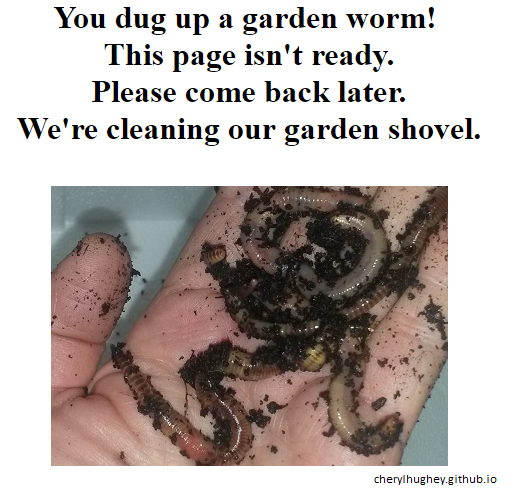 You dug up a garden worm!
This page isn't ready.
Please come back later.
We're cleaning our garden shovel.
cherylhughey.github.io